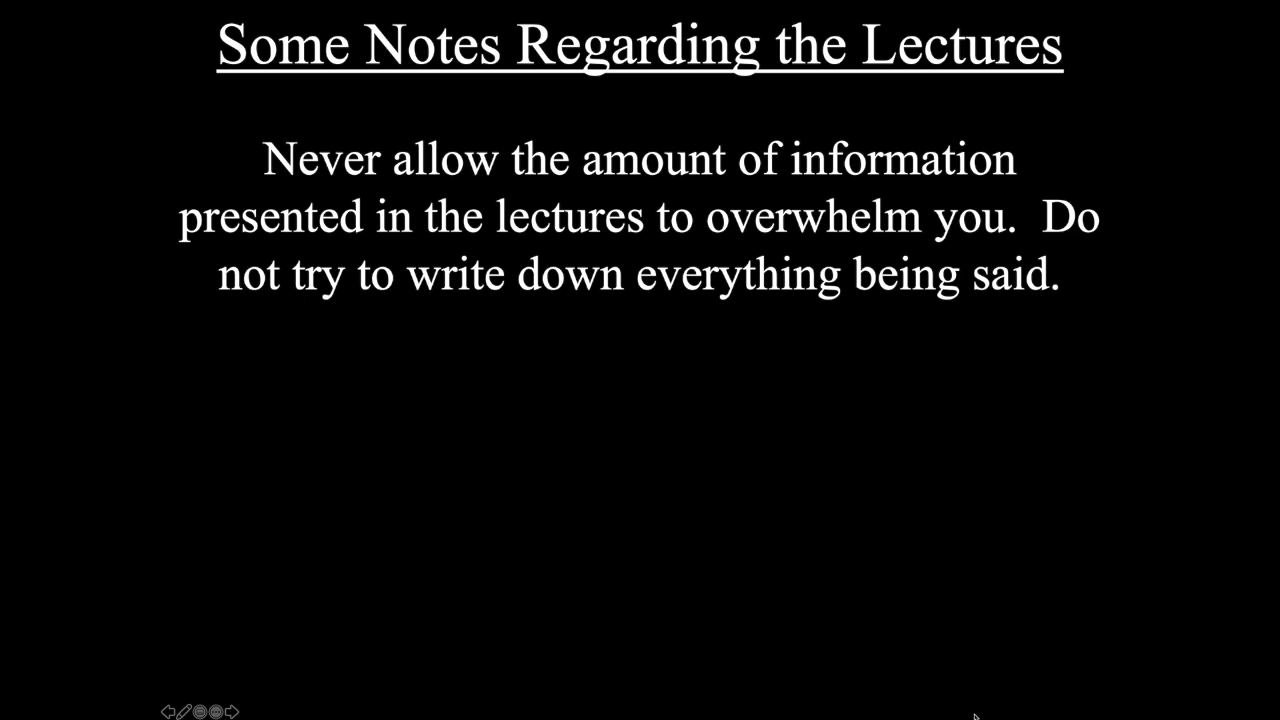 Some Notes Regarding the Lectures
Never allow the amount of information
presented in the lectures to overwhelm you.  Do
not try to write down everything being said.